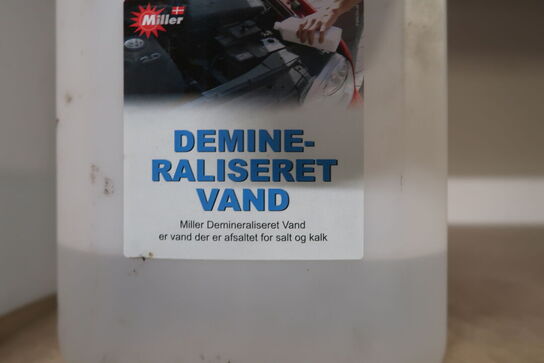 Miller
DEMINE-
RALISERET
VAND
Miller Demineraliseret Vand
er vand der er afsaltet for salt og kalk